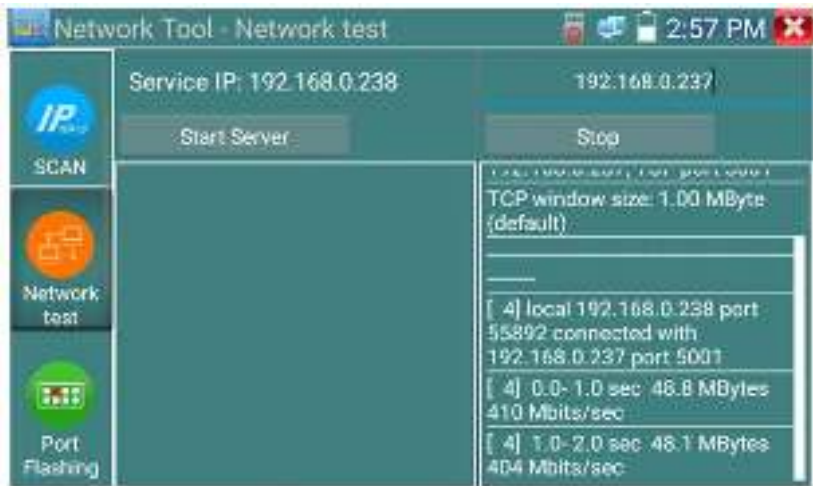 Network Tool - Network test
2:57 PM
Service IP: 192.168.0.238
192.168.0.237
IP
SCAN
Start Server
Stop
Network
test
Port
Flashing
TCP window size: 1.00 MByte
(default)
[ 4] local 192.168.0.238 port
55892 connected with
192.168.0.237 port 5001
[ 4] 0.0- 1.0 sec 48.8 MBytes
410 Mbits/sec
[ 4] 1.0- 2.0 sec 48.1 MBytes
404 Mbits/sec